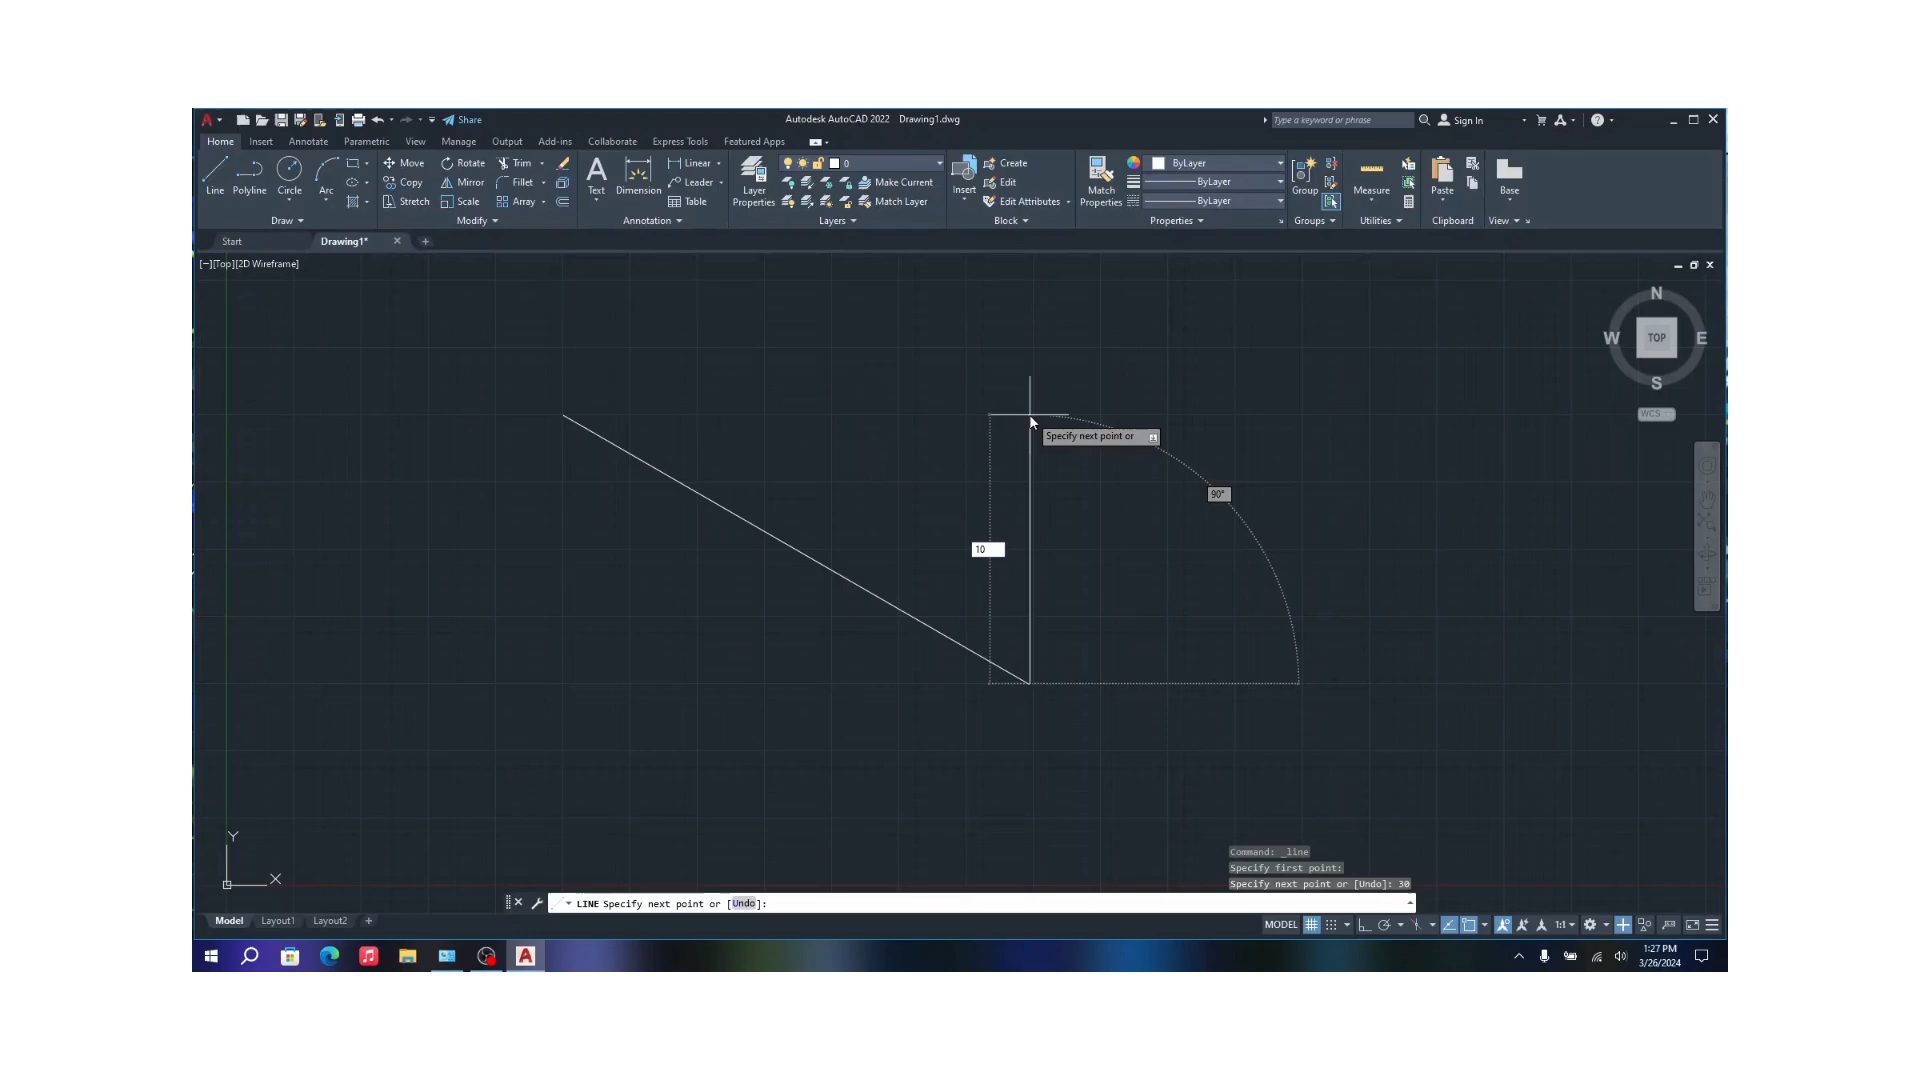 Share
Autodesk AutoCAD 2022 Drawing1.dwg
Type a keyword or phrase
Sign In
Home Insert Annotate Parametric View Manage Output Add-ins Collaborate Express Tools Featured Apps
Line Polyline Circle Arc
Draw
Move Rotate Trim
Copy Mirror Fillet
Stretch Scale Array
Modify
Text Dimension
Linear
Leader
Table
Annotation
Layer Properties
0
Make Current
Match Layer
Layers
Insert
Create
Edit
Edit Attributes
Block
Match Properties
ByLayer
ByLayer
ByLayer
Properties
Group
Groups
Measure
Utilities
Paste
Clipboard
Base
View
Start Drawing1*
[−][Top][2D Wireframe]
N
W TOP E
S
WCS
Specify next point or
90°
10
Y
X
Command: _line
Specify first point:
Specify next point or [Undo]: 30
LINE Specify next point or [Undo]:
Model Layout1 Layout2
MODEL 1:1
1:27 PM
3/26/2024